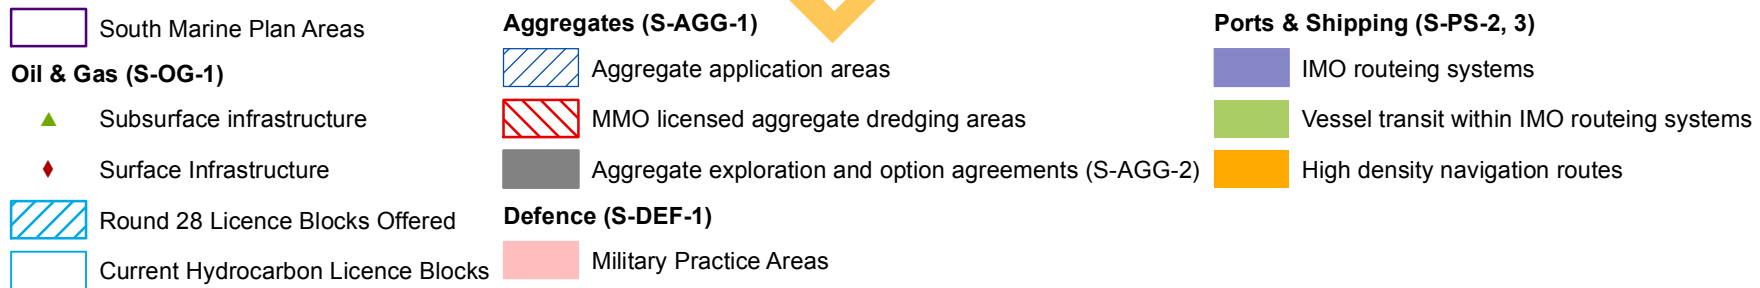 South Marine Plan Areas
Oil & Gas (S-OG-1)
Subsurface infrastructure
Surface Infrastructure
Round 28 Licence Blocks Offered
Current Hydrocarbon Licence Blocks
Aggregates (S-AGG-1)
Aggregate application areas
MMO licensed aggregate dredging areas
Aggregate exploration and option agreements (S-AGG-2)
Defence (S-DEF-1)
Military Practice Areas
Ports & Shipping (S-PS-2, 3)
IMO routeing systems
Vessel transit within IMO routeing systems
High density navigation routes